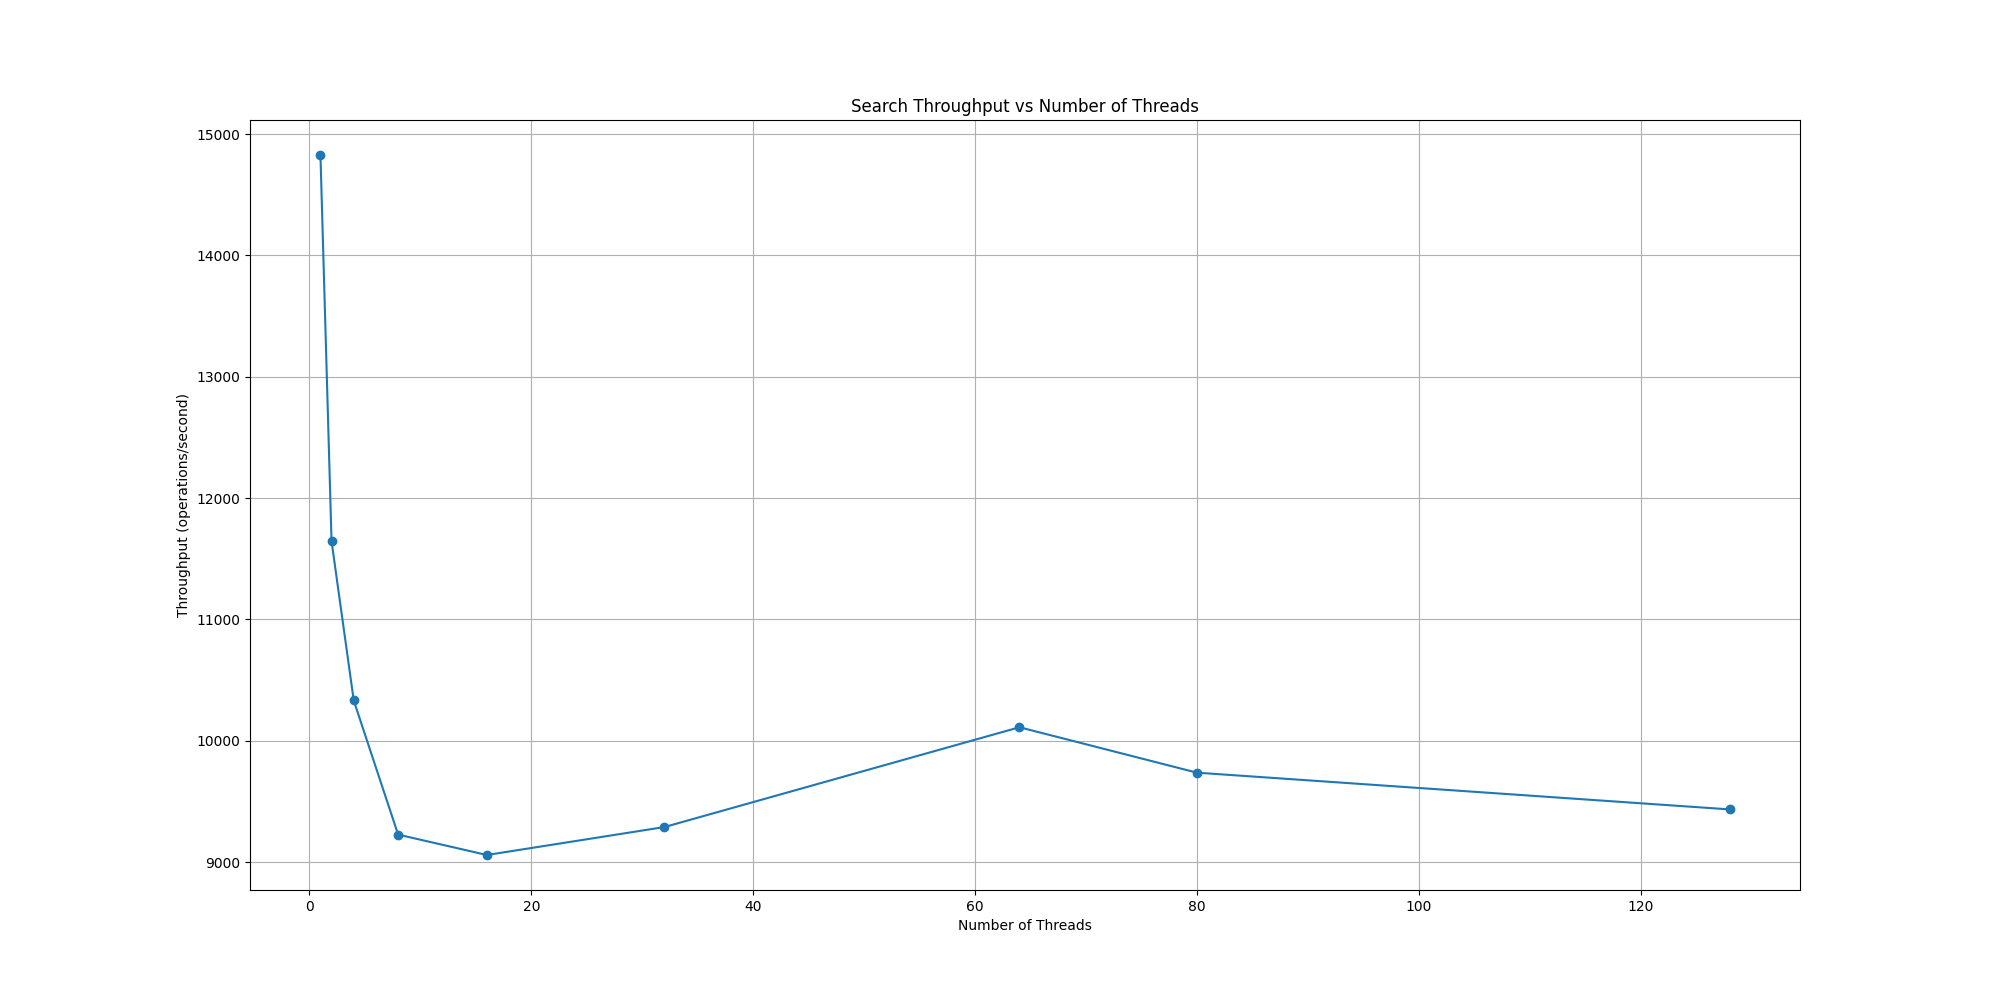 Search Throughput vs Number of Threads
15000
14000
13000
12000
11000
10000
9000
Throughput (operations/second)
0 20 40 60 80 100 120
Number of Threads